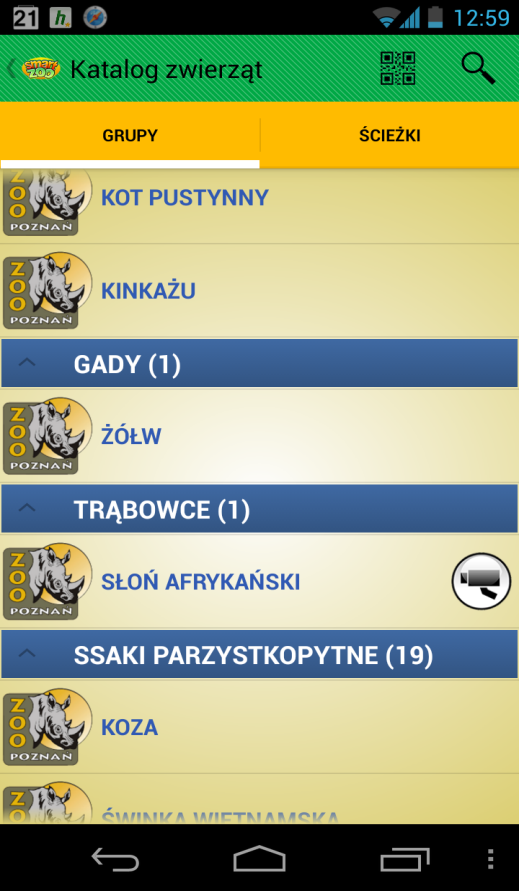 21 h. 12:59
Smart ZOO Katalog zwierząt
GRUPY ŚCIEŻKI
ZOO POZNAN KOT PUSTYNNY
ZOO POZNAN KINKAŻU
GADY (1)
ZOO POZNAN ŻÓŁW
TRĄBOWCE (1)
ZOO POZNAN SŁOŃ AFRYKAŃSKI
SSAKI PARZYSTKOPYTNE (19)
ZOO POZNAN KOZA
ZOO ŚWINKA WIETNAMSKA